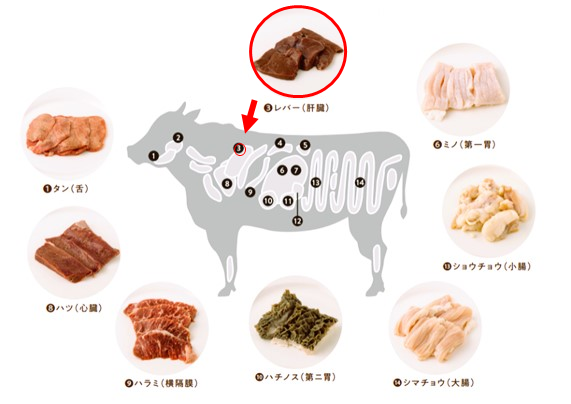 ❸レバー（肝臓）
❻ミノ（第一胃）
❶タン（舌）
2
1
3
4
5
6
7
8
9
10
11
12
13
14
⓭ショウチョウ（小腸）
❽ハツ（心臓）
❾ハラミ（横隔膜）
❿ハチノス（第二胃）
⓮シマチョウ（大腸）